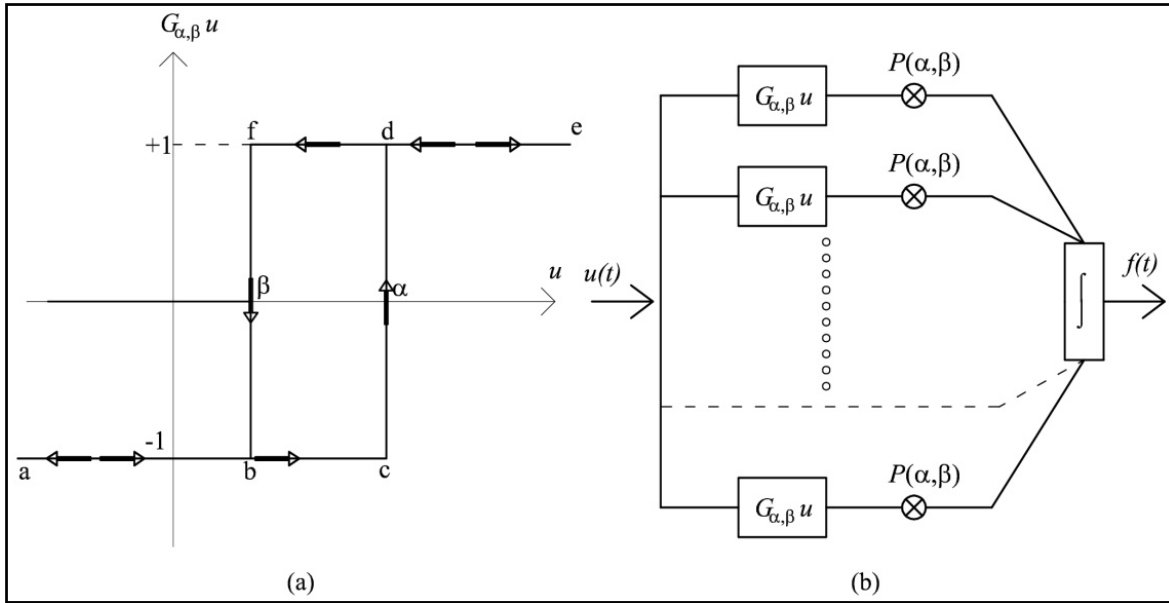 G_{α,β} u
f
d
e
+1
β
α
u
-1
a
b
c
(a)
P(α,β)
G_{α,β} u
P(α,β)
G_{α,β} u
u(t)
∫
f(t)
P(α,β)
G_{α,β} u
(b)